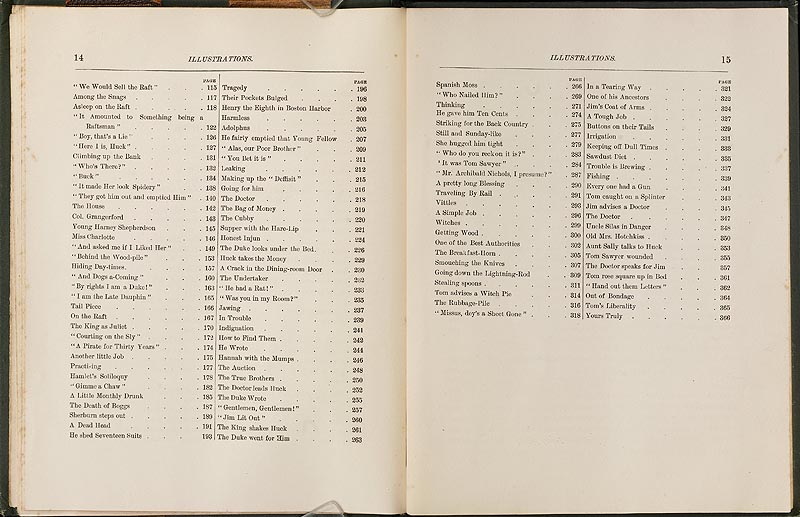 14
ILLUSTRATIONS.
PAGE
"We Would Sell the Raft" . . . 115
Among the Snags . . . 117
Asleep on the Raft . . . 118
"It Amounted to Something being a
Raftsman" . . . 122
"Boy, that's a Lie" . . . 126
"Here I is, Huck" . . . 127
Climbing up the Bank . . . 131
"Who's There?" . . . 132
"Buck" . . . 134
"It made Her look Spidery" . . . 138
"They got him out and emptied Him" . . . 140
The House . . . 142
Col. Grangerford . . . 143
Young Harney Shepherdson . . . 145
Miss Charlotte . . . 146
"And asked me if I Liked Her" . . . 149
"Behind the Wood-pile" . . . 153
Hiding Day-times . . . 157
"And Dogs a-Coming" . . . 160
"By rights I am a Duke!" . . . 163
"I am the Late Dauphin" . . . 165
Tail Piece . . . 166
On the Raft . . . 167
The King as Juliet . . . 170
"Courting on the Sly" . . . 172
"A Pirate for Thirty Years" . . . 174
Another little Job . . . 175
Practising . . . 177
Hamlet's Soliloquy . . . 178
"Gimme a Chaw" . . . 182
A Little Monthly Drunk . . . 185
The Death of Boggs . . . 187
Sherburn steps out . . . 189
A Dead Head . . . 191
He shed Seventeen Suits . . . 193
PAGE
Tragedy . . . 196
Their Pockets Bulged . . . 198
Henry the Eighth in Boston Harbor . . . 200
Harmless . . . 203
Adolphus . . . 205
He fairly emptied that Young Fellow . . . 207
"Alas, our Poor Brother" . . . 209
"You Bet it is" . . . 211
Leaking . . . 212
Making up the "Deffisit" . . . 215
Going for him . . . 216
The Doctor . . . 218
The Bag of Money . . . 219
The Cubby . . . 220
Supper with the Hare-Lip . . . 221
Honest Injun . . . 224
The Duke looks under the Bed . . . 226
Huck takes the Money . . . 229
A Crack in the Dining-room Door . . . 230
The Undertaker . . . 232
"He had a Rat!" . . . 233
"Was you in my Room?" . . . 235
Jawing . . . 237
In Trouble . . . 239
Indignation . . . 241
How to Find Them . . . 242
He Wrote . . . 244
Hannah with the Mumps . . . 246
The Auction . . . 248
The True Brothers . . . 250
The Doctor leads Huck . . . 252
The Duke Wrote . . . 255
"Gentlemen, Gentlemen!" . . . 257
"Jim Lit Out" . . . 260
The King shakes Huck . . . 261
The Duke went for Him . . . 263
ILLUSTRATIONS.
15
PAGE
Spanish Moss . . . 266
"Who Nailed Him?" . . . 269
Thinking . . . 271
He gave him Ten Cents . . . 274
Striking for the Back Country . . . 275
Still and Sunday-like . . . 277
She hugged him tight . . . 279
"Who do you reckon it is?" . . . 283
"It was Tom Sawyer" . . . 284
"Mr. Archibald Nichols, I presume?" . . . 287
A pretty long Blessing . . . 290
Traveling By Rail . . . 291
Vittles . . . 293
A Simple Job . . . 296
Witches . . . 299
Getting Wood . . . 300
One of the Best Authorities . . . 302
The Breakfast-Horn . . . 305
Smouching the Knives . . . 307
Going down the Lightning-Rod . . . 309
Stealing spoons . . . 311
Tom advises a Witch Pie . . . 314
The Rubbage-Pile . . . 316
"Missus, dey's a Sheet Gone" . . . 318
PAGE
In a Tearing Way . . . 321
One of his Ancestors . . . 322
Jim's Coat of Arms . . . 324
A Tough Job . . . 327
Buttons on their Tails . . . 329
Irrigation . . . 331
Keeping off Dull Times . . . 333
Sawdust Diet . . . 335
Trouble is Brewing . . . 337
Fishing . . . 339
Every one had a Gun . . . 341
Tom caught on a Splinter . . . 343
Jim advises a Doctor . . . 345
The Doctor . . . 347
Uncle Silas in Danger . . . 348
Old Mrs. Hotchkiss . . . 350
Aunt Sally talks to Huck . . . 353
Tom Sawyer wounded . . . 355
The Doctor speaks for Jim . . . 357
Tom rose square up in Bed . . . 361
"Hand out them Letters" . . . 362
Out of Bondage . . . 364
Tom's Liberality . . . 365
Yours Truly . . . 366